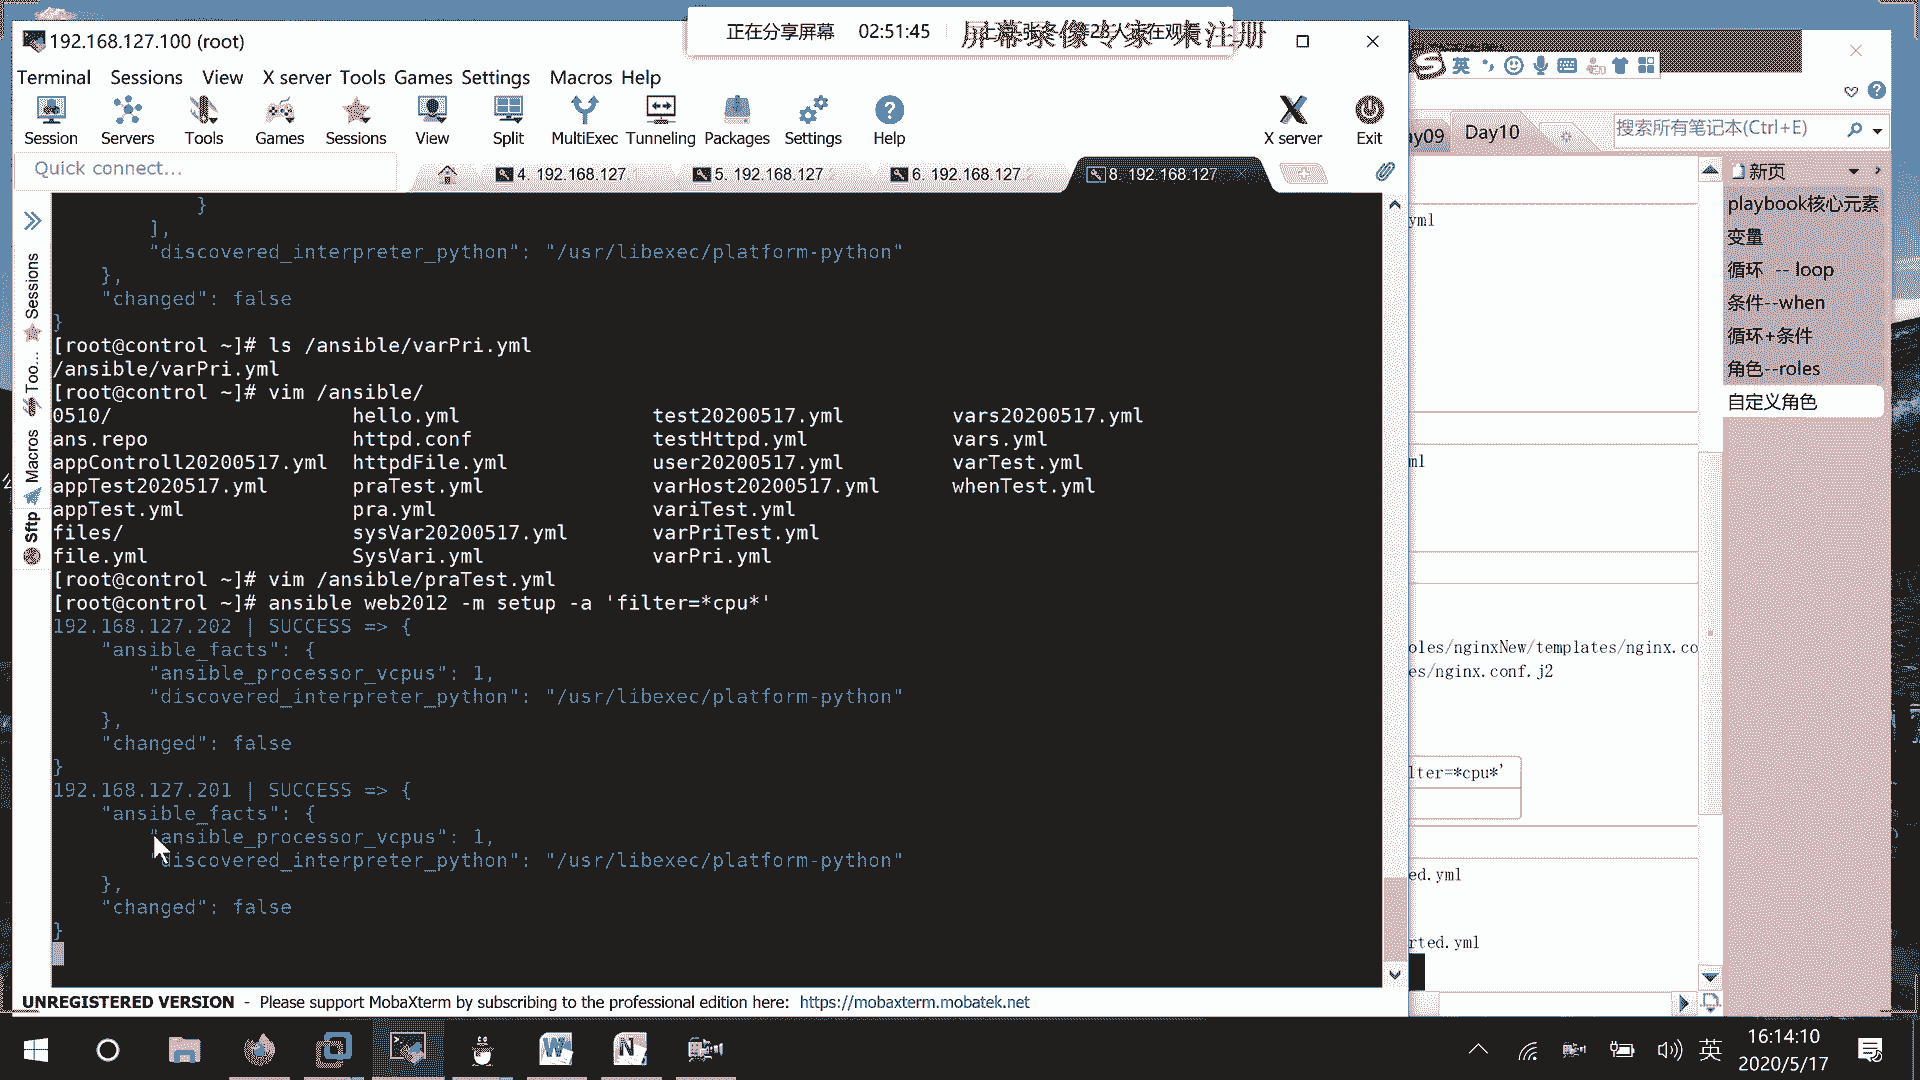 192.168.127.100 (root)
正在分享屏幕 02:51:45
屏幕录像专家 未注册
Terminal Sessions View X server Tools Games Settings Macros Help
Session Servers Tools Games Sessions View Split MultiExec Tunneling Packages Settings Help X server Exit
Quick connect...
4. 192.168.127. 5. 192.168.127. 6. 192.168.127. 8. 192.168.127
Sessions
Too...
Macros
Sftp
}
],
"discovered_interpreter_python": "/usr/libexec/platform-python"
},
"changed": false
}
[root@control ~]# ls /ansible/varPri.yml
/ansible/varPri.yml
[root@control ~]# vim /ansible/
0510/ hello.yml test20200517.yml vars20200517.yml
ans.repo httpd.conf testHttpd.yml vars.yml
appControll20200517.yml httpdFile.yml user20200517.yml varTest.yml
appTest2020517.yml praTest.yml varHost20200517.yml whenTest.yml
appTest.yml pra.yml variTest.yml
files/ sysVar20200517.yml varPriTest.yml
file.yml SysVari.yml varPri.yml
[root@control ~]# vim /ansible/praTest.yml
[root@control ~]# ansible web2012 -m setup -a 'filter=*cpu*'
192.168.127.202 | SUCCESS => {
"ansible_facts": {
"ansible_processor_vcpus": 1,
"discovered_interpreter_python": "/usr/libexec/platform-python"
},
"changed": false
}
192.168.127.201 | SUCCESS => {
"ansible_facts": {
"ansible_processor_vcpus": 1,
"discovered_interpreter_python": "/usr/libexec/platform-python"
},
"changed": false
}
UNREGISTERED VERSION - Please support MobaXterm by subscribing to the professional edition here: https://mobaxterm.mobatek.net
英
ay09 Day10
搜索所有笔记本(Ctrl+E)
新页
playbook核心元素
变量
循环 -- loop
条件--when
循环+条件
角色--roles
自定义角色
yml
ml
oles/nginxNew/templates/nginx.co
es/nginx.conf.j2
lter=*cpu*'
ed.yml
rted.yml
英
16:14:10
2020/5/17